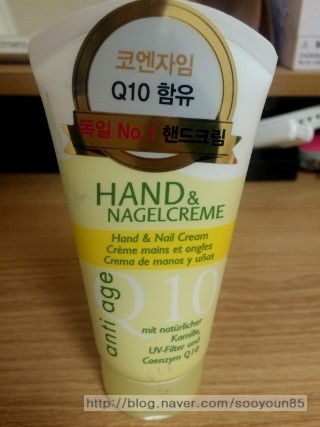 코엔자임
Q10 함유
독일 No.1 핸드크림
HAND &
NAGELCREME
Hand & Nail Cream
Crème mains et ongles
Crema de manos y uñas
anti age
Q10
mit natürlicher
Kamille,
UV-Filter und
Coenzym Q10
http://blog.naver.com/sooyoun85